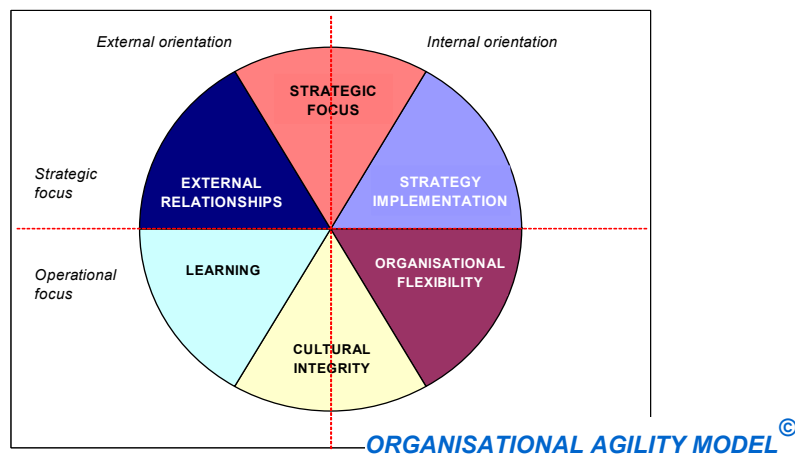 External orientation
Internal orientation
STRATEGIC
FOCUS
Strategic
focus
EXTERNAL
RELATIONSHIPS
STRATEGY
IMPLEMENTATION
Operational
focus
LEARNING
ORGANISATIONAL
FLEXIBILITY
CULTURAL
INTEGRITY
ORGANISATIONAL AGILITY MODEL©